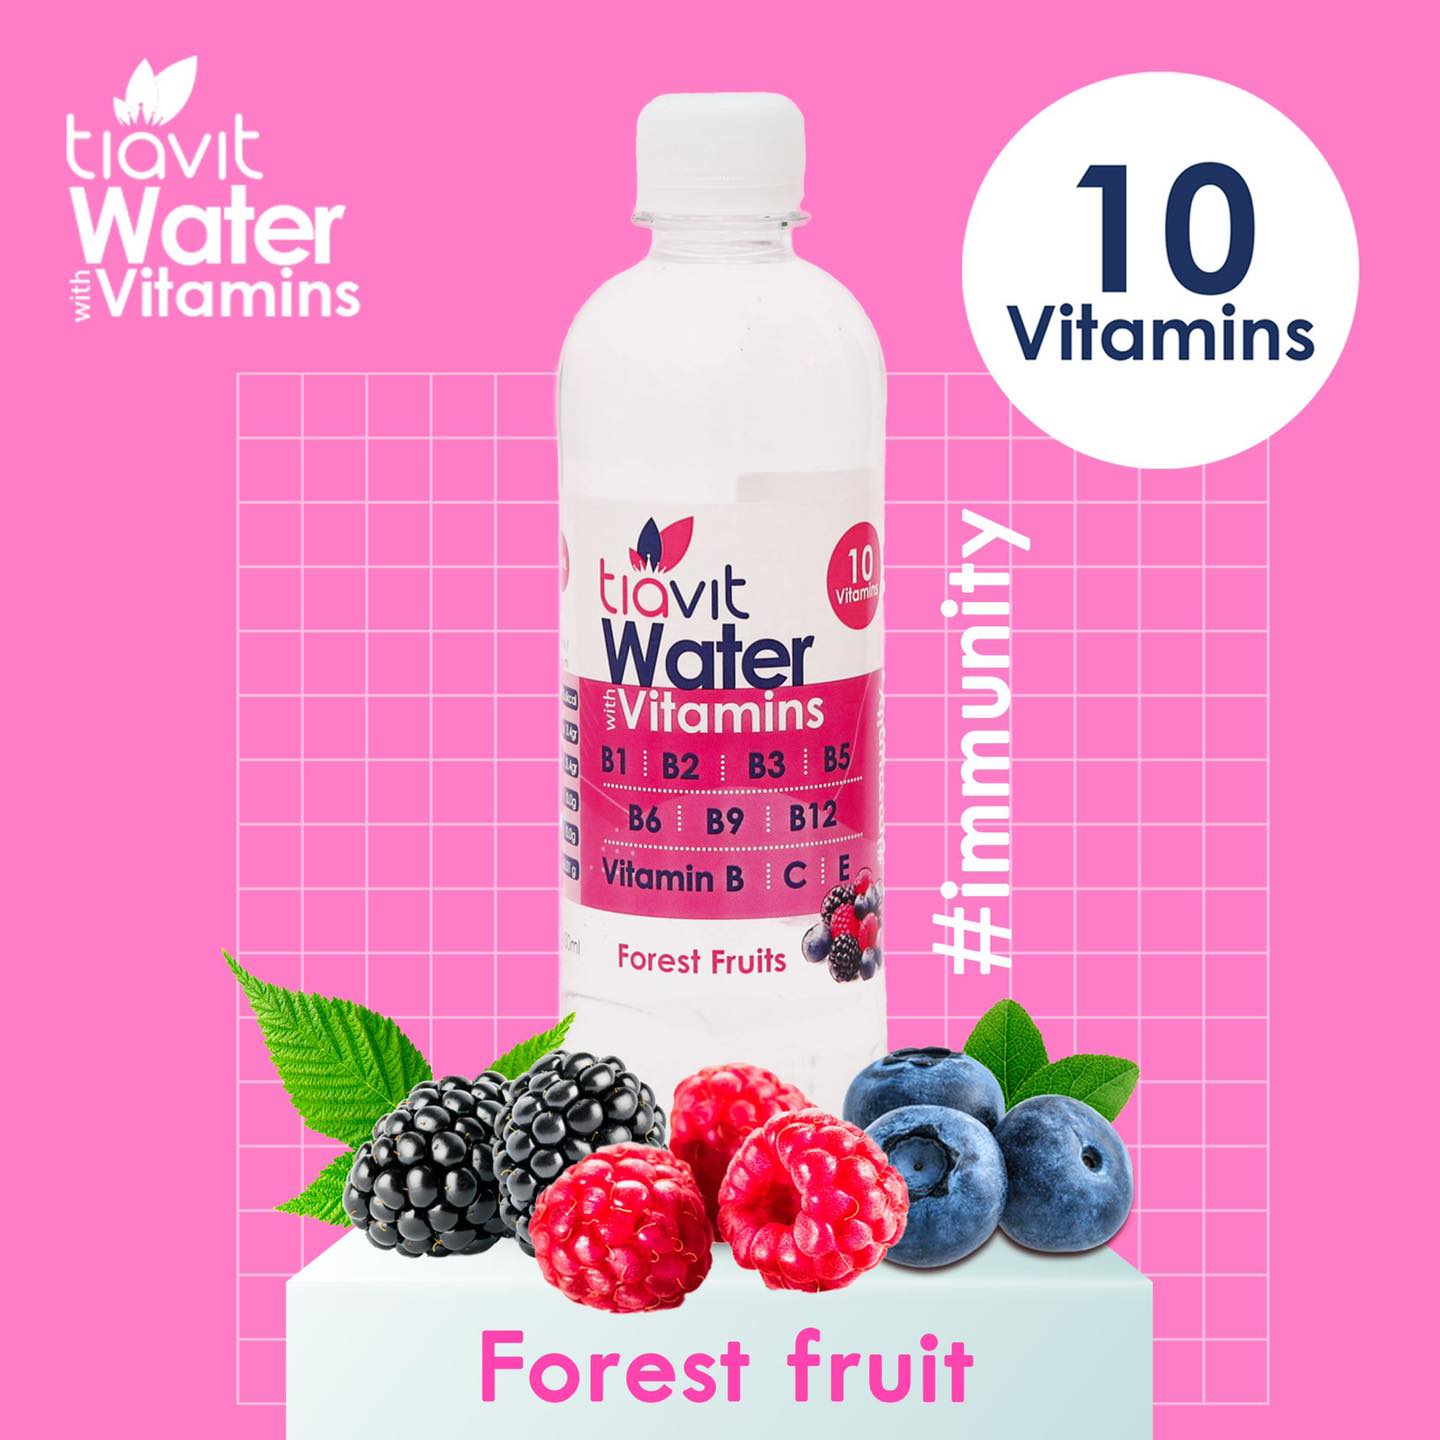 tiavit
Water
with Vitamins
10
Vitamins
#immunity
tiavit
Water
with Vitamins
10
Vitamins
B1 B2 B3 B5
B6 B9 B12
Vitamin B C E
Forest Fruits
Forest fruit